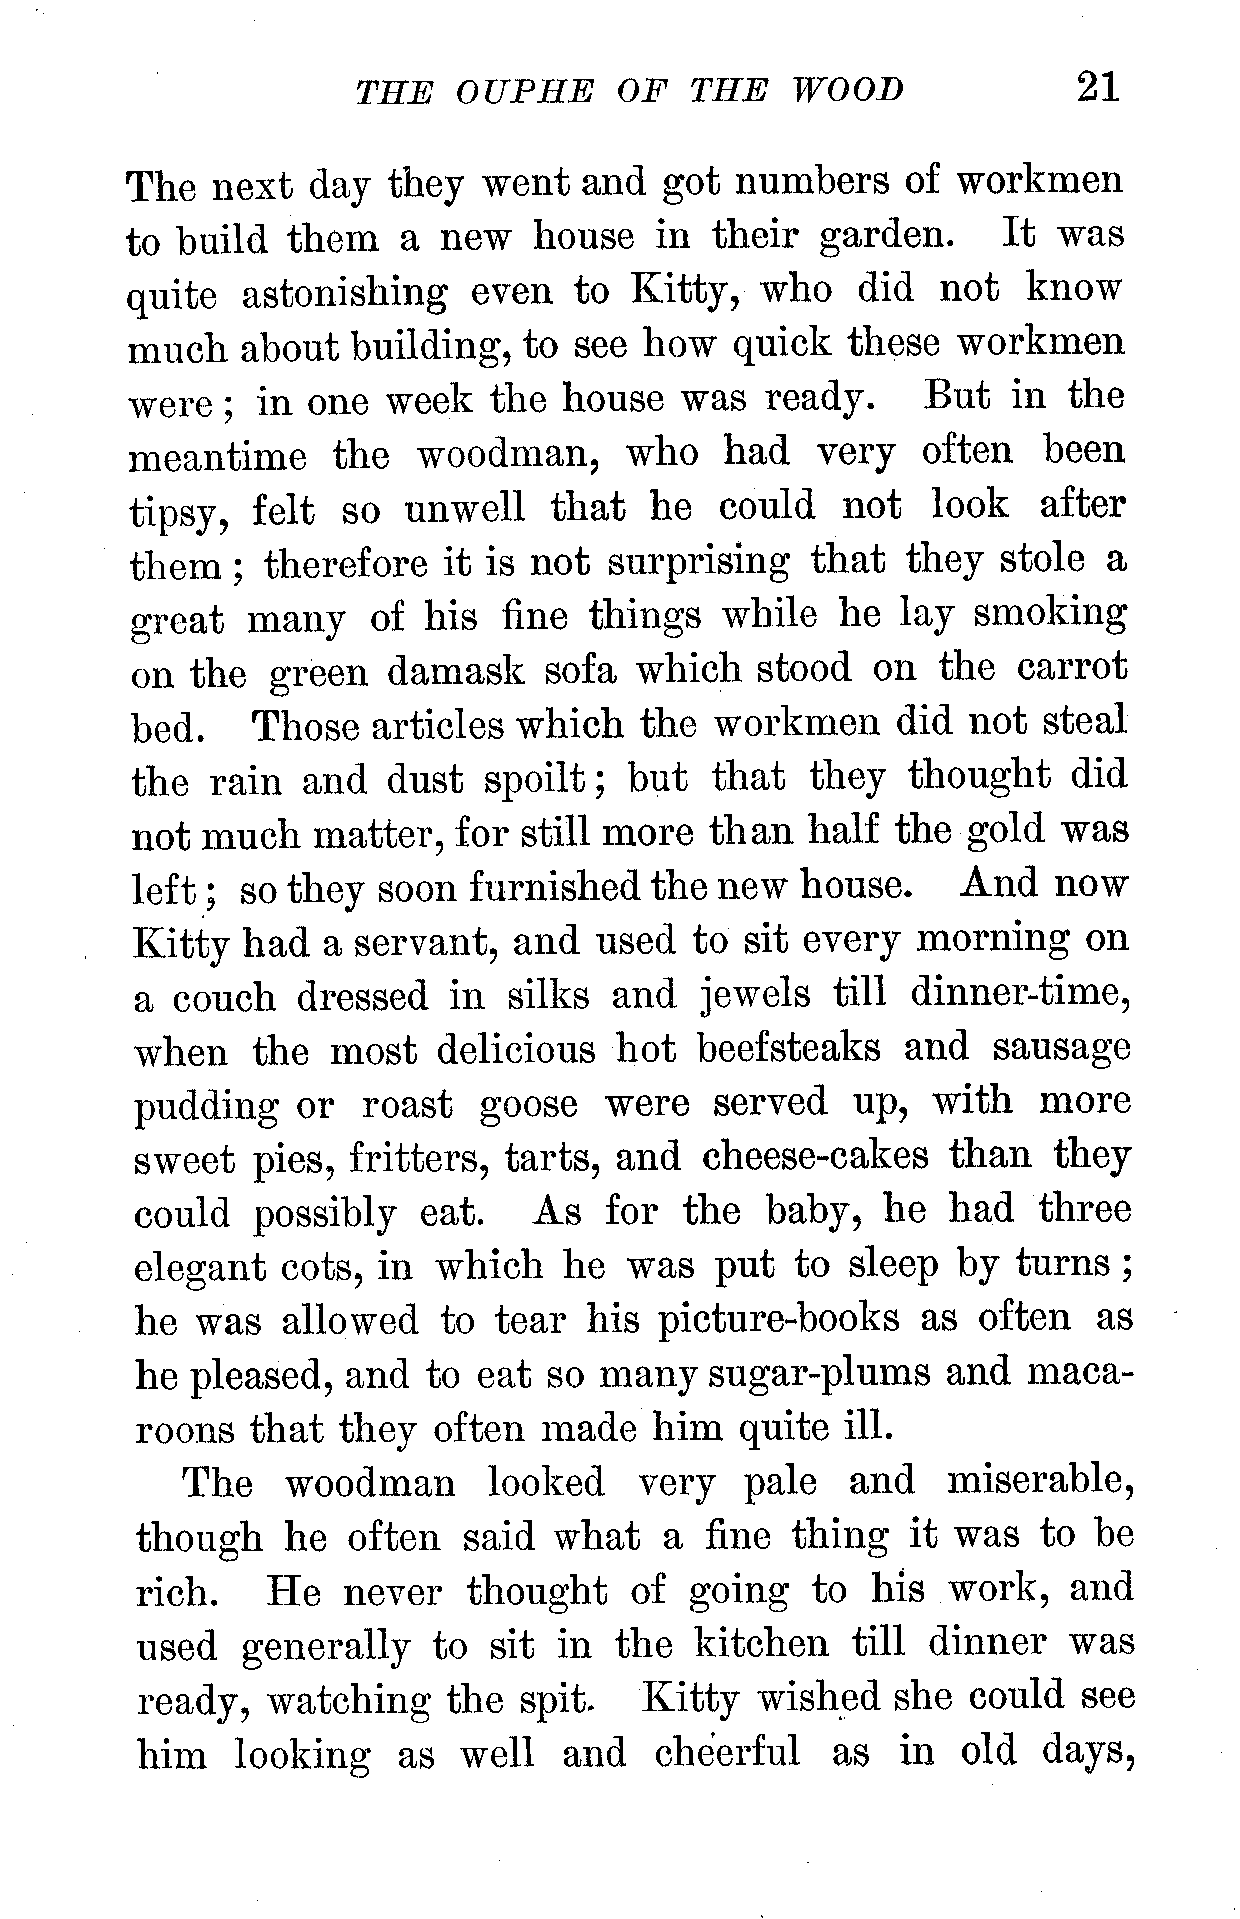 THE OUPHE OF THE WOOD 21
The next day they went and got numbers of workmen
to build them a new house in their garden. It was
quite astonishing even to Kitty, who did not know
much about building, to see how quick these workmen
were ; in one week the house was ready. But in the
meantime the woodman, who had very often been
tipsy, felt so unwell that he could not look after
them ; therefore it is not surprising that they stole a
great many of his fine things while he lay smoking
on the green damask sofa which stood on the carrot
bed. Those articles which the workmen did not steal
the rain and dust spoilt ; but that they thought did
not much matter, for still more than half the gold was
left ; so they soon furnished the new house. And now
Kitty had a servant, and used to sit every morning on
a couch dressed in silks and jewels till dinner-time,
when the most delicious hot beefsteaks and sausage
pudding or roast goose were served up, with more
sweet pies, fritters, tarts, and cheese-cakes than they
could possibly eat. As for the baby, he had three
elegant cots, in which he was put to sleep by turns ;
he was allowed to tear his picture-books as often as
he pleased, and to eat so many sugar-plums and maca-
roons that they often made him quite ill.
The woodman looked very pale and miserable,
though he often said what a fine thing it was to be
rich. He never thought of going to his work, and
used generally to sit in the kitchen till dinner was
ready, watching the spit. Kitty wished she could see
him looking as well and cheerful as in old days,